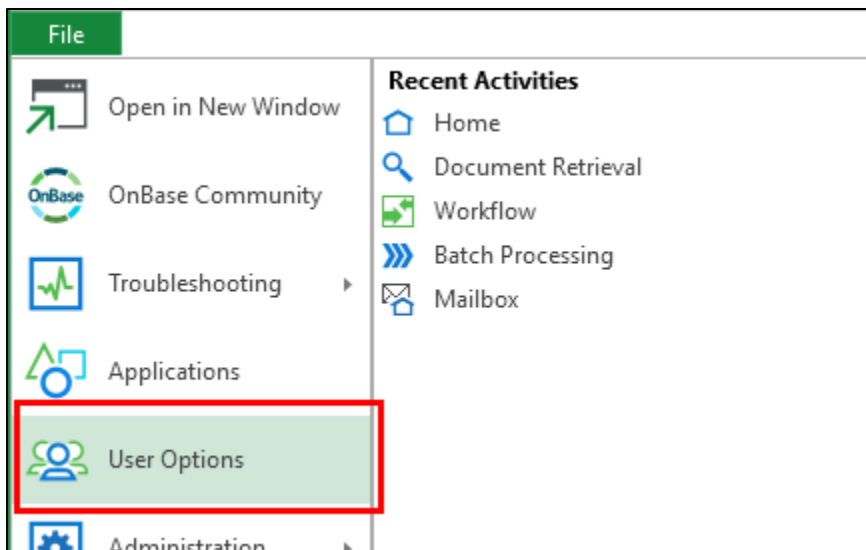 File
Open in New Window
OnBase
OnBase Community
Troubleshooting
Applications
User Options
Administration
Recent Activities
Home
Document Retrieval
Workflow
Batch Processing
Mailbox